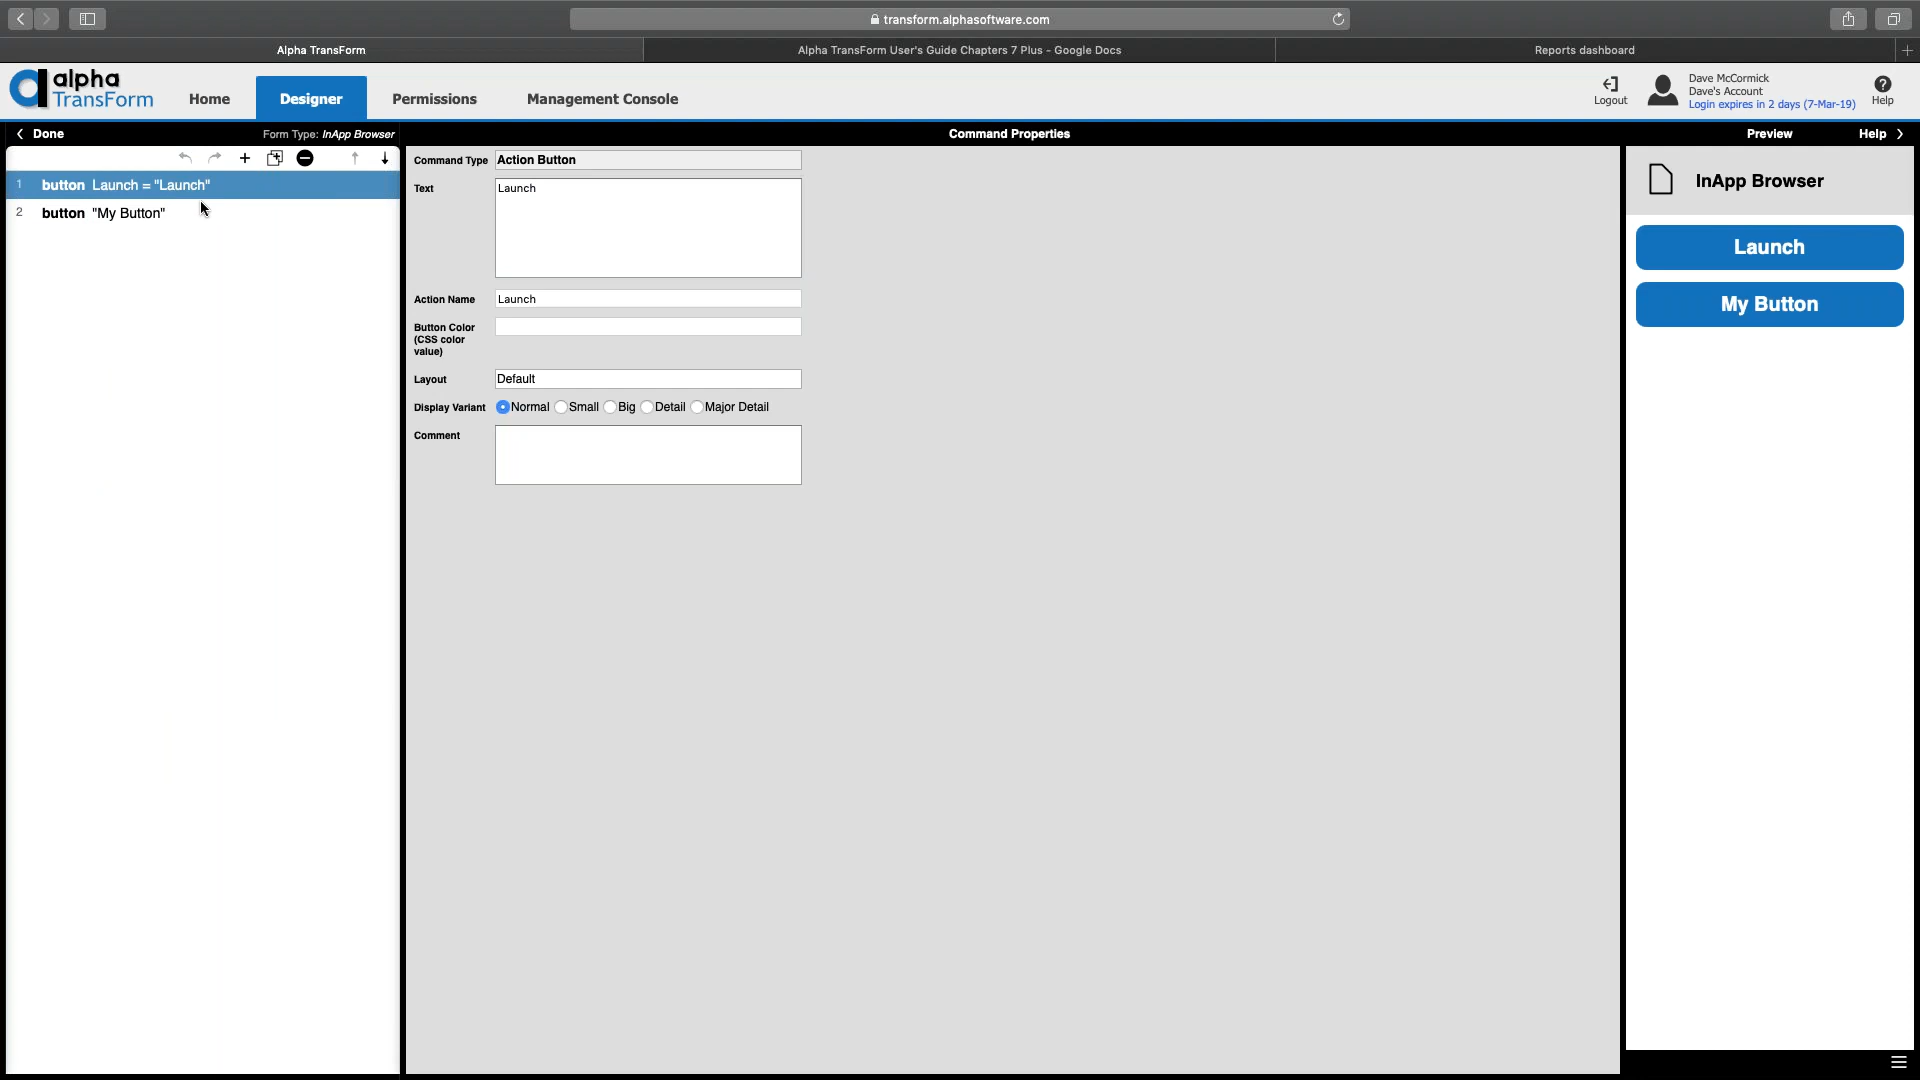 transform.alphasoftware.com
Alpha TransForm
Alpha TransForm User's Guide Chapters 7 Plus - Google Docs
Reports dashboard
alpha
TransForm
Home
Designer
Permissions
Management Console
Logout
Dave McCormick
Dave's Account
Login expires in 2 days (7-Mar-19)
Help
Done
Form Type: InApp Browser
Command Properties
Preview
Help
1 button Launch = "Launch"
2 button "My Button"
Command Type Action Button
Text Launch
Action Name Launch
Button Color
(CSS color
value)
Layout Default
Display Variant Normal Small Big Detail Major Detail
Comment
InApp Browser
Launch
My Button